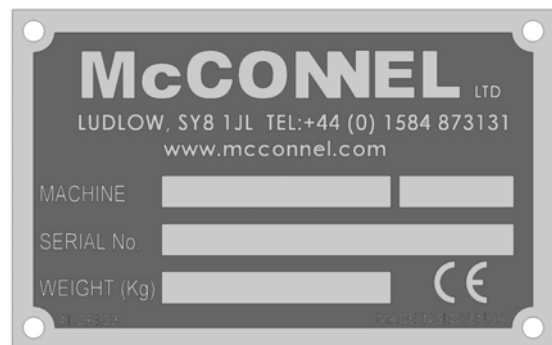 McCONNEL LTD
LUDLOW, SY8 1JL TEL:+44 (0) 1584 873131
www.mcconnel.com
MACHINE
SERIAL No.
WEIGHT (Kg)
CE